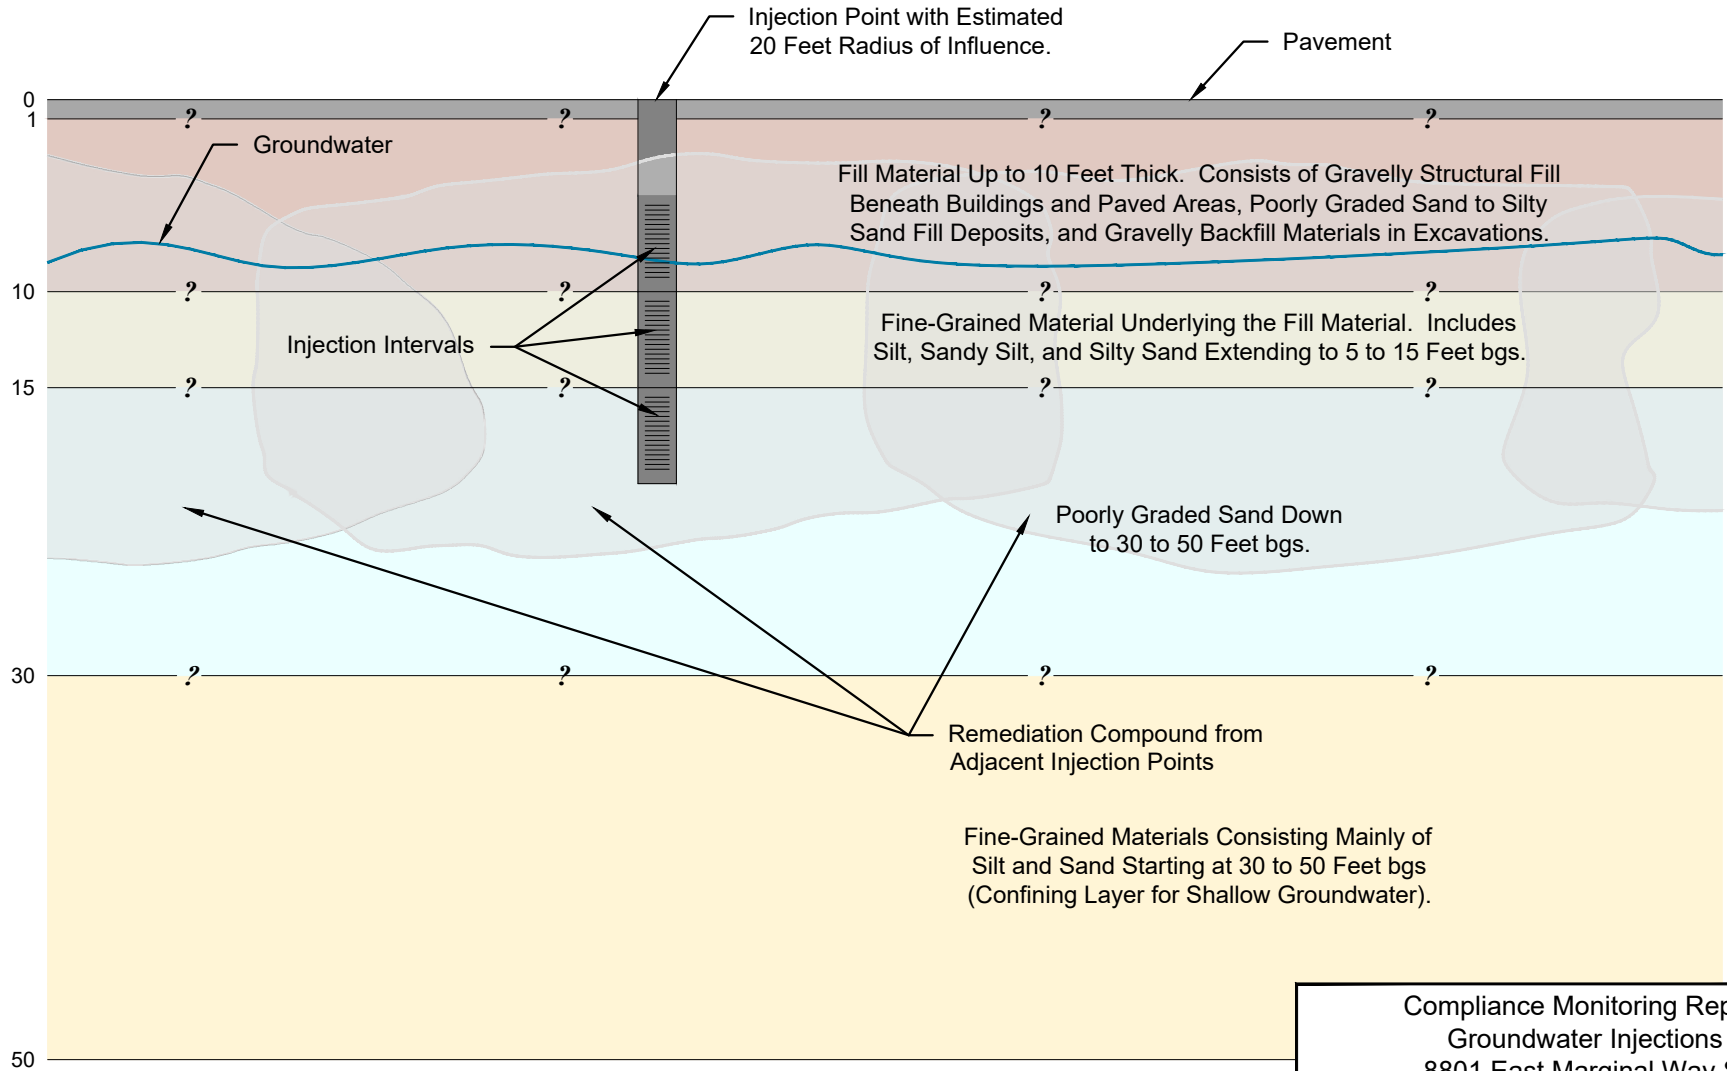 Injection Point with Estimated
20 Feet Radius of Influence.
Pavement
0
?
?
?
?
1
Groundwater
Fill Material Up to 10 Feet Thick. Consists of Gravelly Structural Fill
Beneath Buildings and Paved Areas, Poorly Graded Sand to Silty
Sand Fill Deposits, and Gravelly Backfill Materials in Excavations.
10
?
?
?
?
Fine-Grained Material Underlying the Fill Material. Includes
Silt, Sandy Silt, and Silty Sand Extending to 5 to 15 Feet bgs.
Injection Intervals
15
?
?
?
?
Poorly Graded Sand Down
to 30 to 50 Feet bgs.
30
?
?
?
?
Remediation Compound from
Adjacent Injection Points
Fine-Grained Materials Consisting Mainly of
Silt and Sand Starting at 30 to 50 Feet bgs
(Confining Layer for Shallow Groundwater).
Compliance Monitoring Rep
Groundwater Injections
8801 East Marginal Way S
50